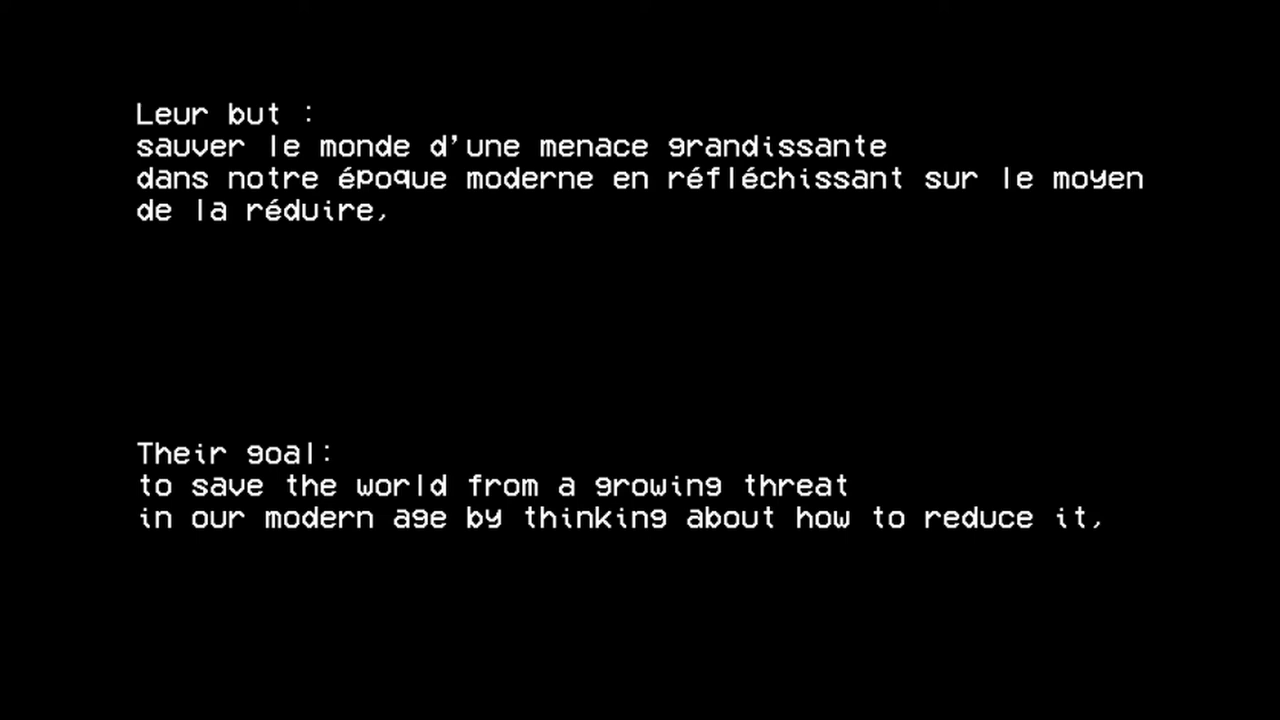 Leur but :
sauver le monde d’une menace grandissante
dans notre époque moderne en réfléchissant sur le moyen
de la réduire,
Their goal:
to save the world from a growing threat
in our modern age by thinking about how to reduce it,